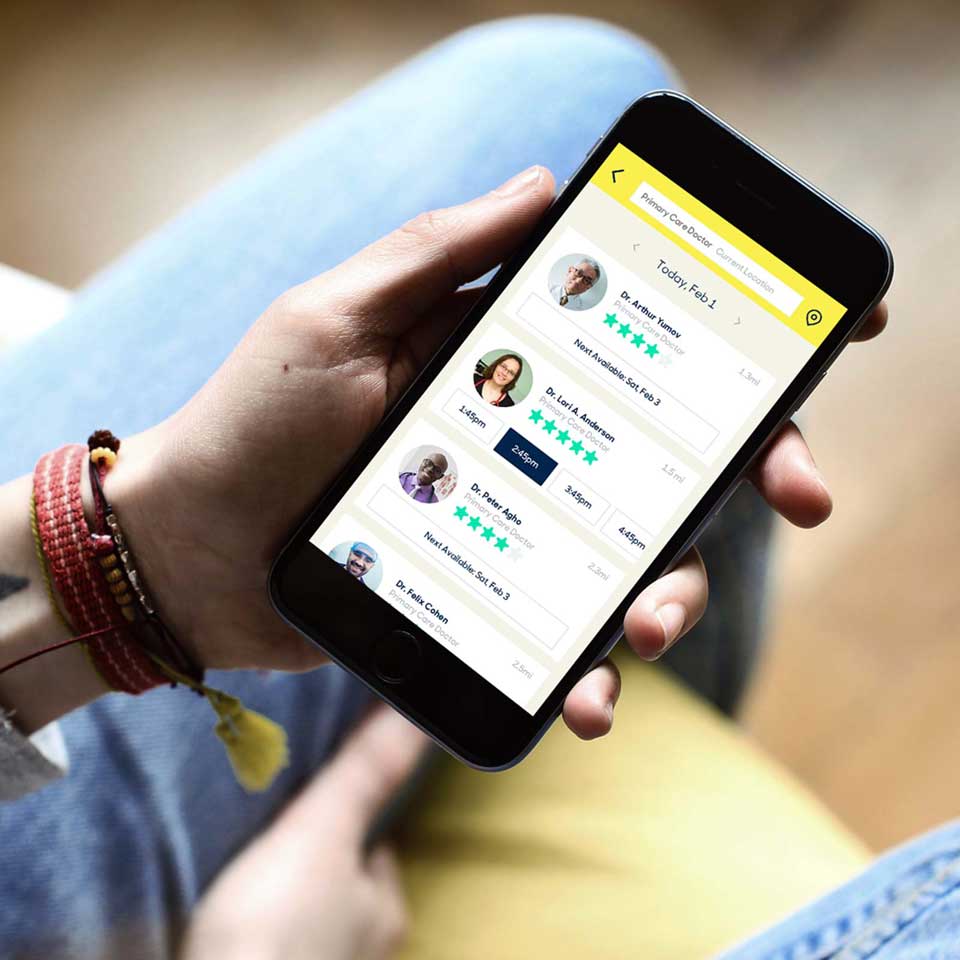 Primary Care Doctor Current Location
Today, Feb 1
Dr. Arthur Yumov
Primary Care Doctor
1.3mi
Next Available: Sat, Feb 3
Dr. Lori A. Anderson
Primary Care Doctor
1.5 mi
1:45pm 2:45pm 3:45pm 4:45pm
Dr. Peter Agho
Primary Care Doctor
2.3mi
Next Available: Sat, Feb 3
Dr. Felix Cohen
Primary Care Doctor
2.5mi